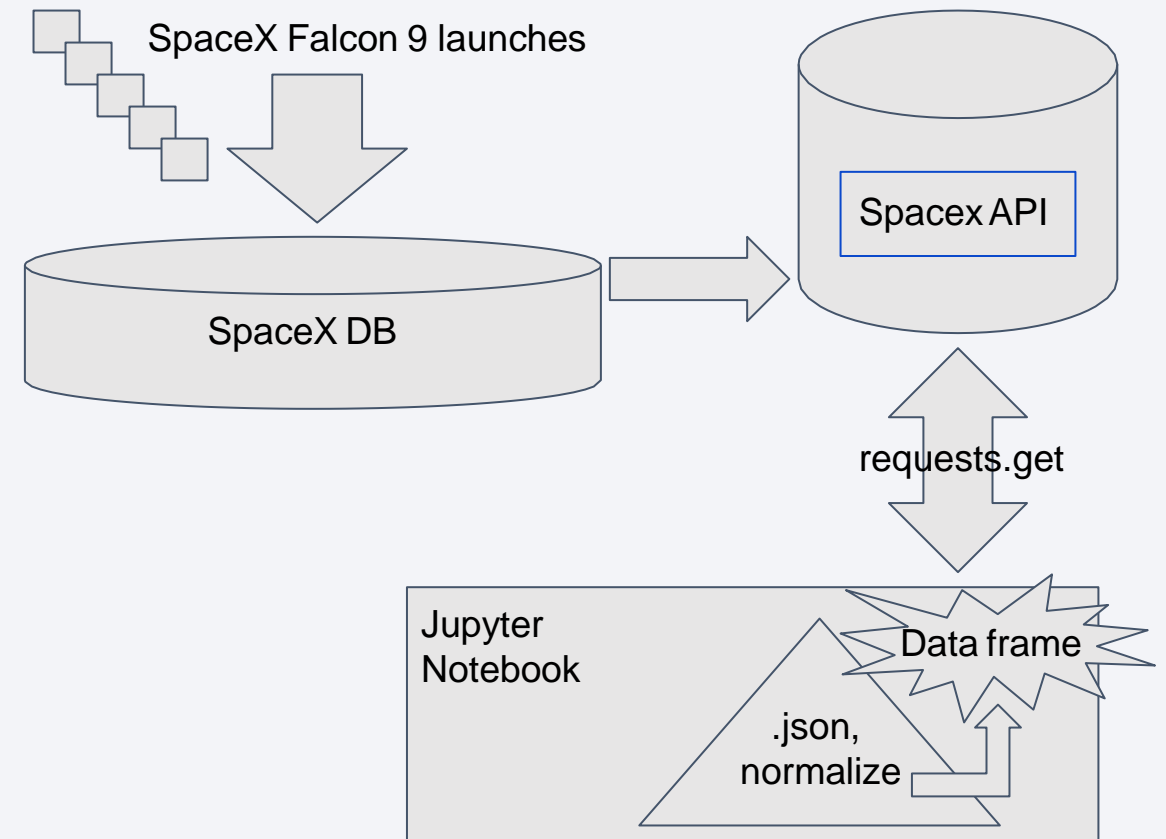 SpaceX Falcon 9 launches
Spacex API
SpaceX DB
requests.get
Jupyter
Notebook
Data frame
.json,
normalize